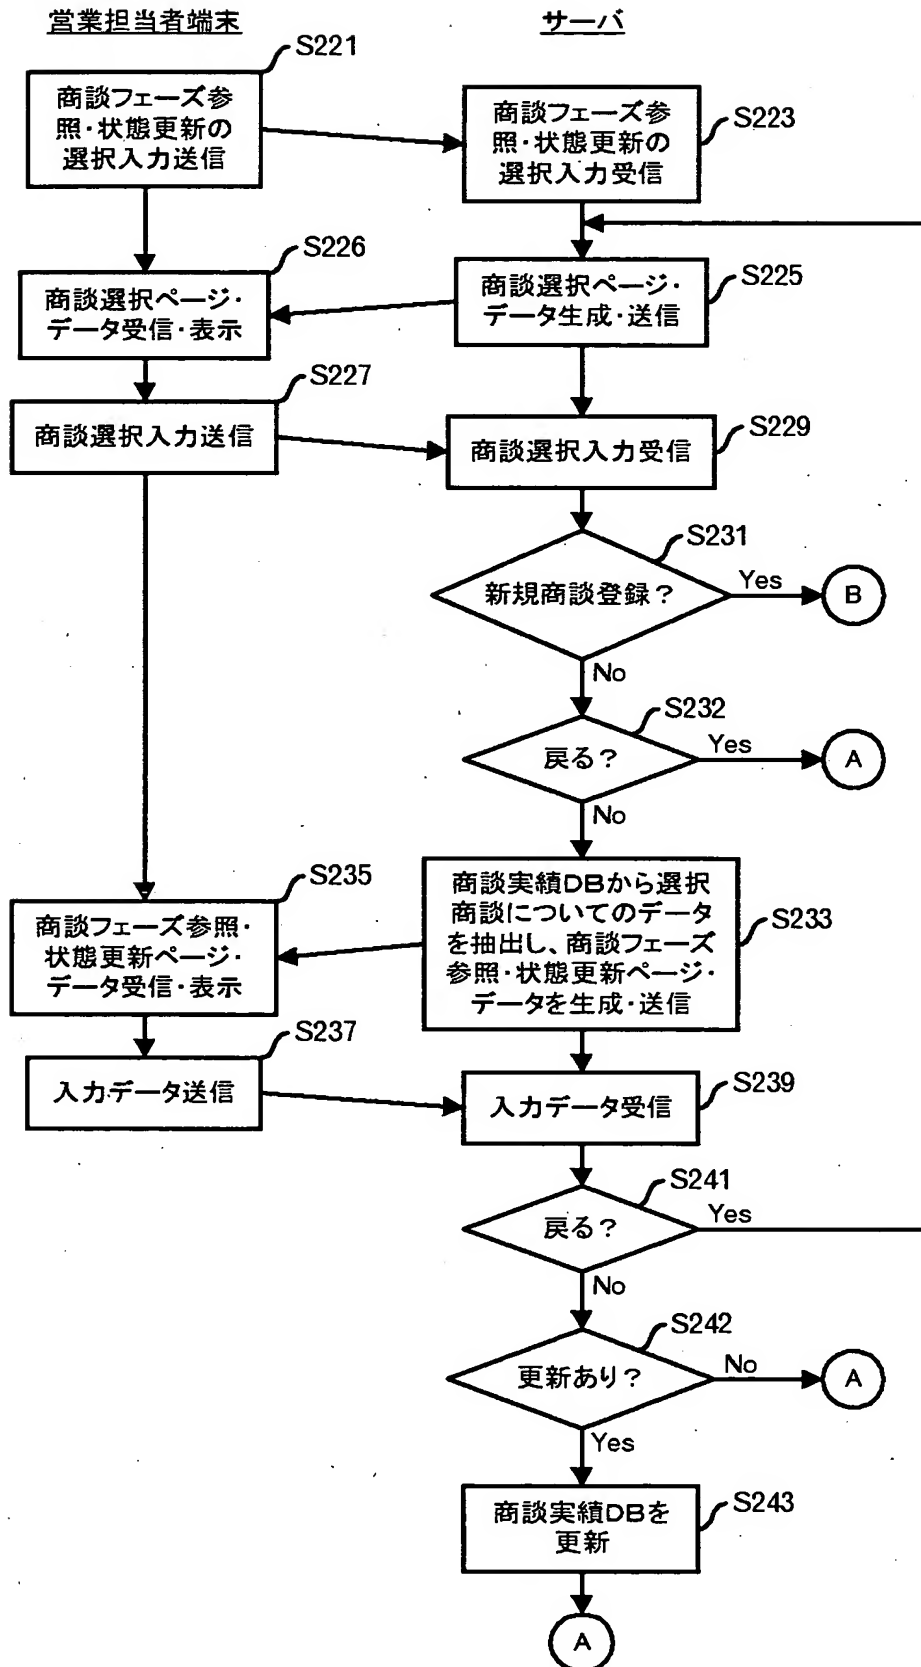 営業担当者端末
サーバ
S221
商談フェーズ参
照・状態更新の
選択入力送信
S223
商談フェーズ参
照・状態更新の
選択入力受信
S226
商談選択ページ・
データ受信・表示
S225
商談選択ページ・
データ生成・送信
S227
商談選択入力送信
S229
商談選択入力受信
S231
新規商談登録？
Yes
B
No
S232
戻る？
Yes
A
No
S235
商談フェーズ参照・
状態更新ページ・
データ受信・表示
S233
商談実績DBから選択
商談についてのデータ
を抽出し、商談フェーズ
参照・状態更新ページ・
データを生成・送信
S237
入力データ送信
S239
入力データ受信
S241
戻る？
Yes
No
S242
更新あり？
No
A
Yes
S243
商談実績DBを
更新
A